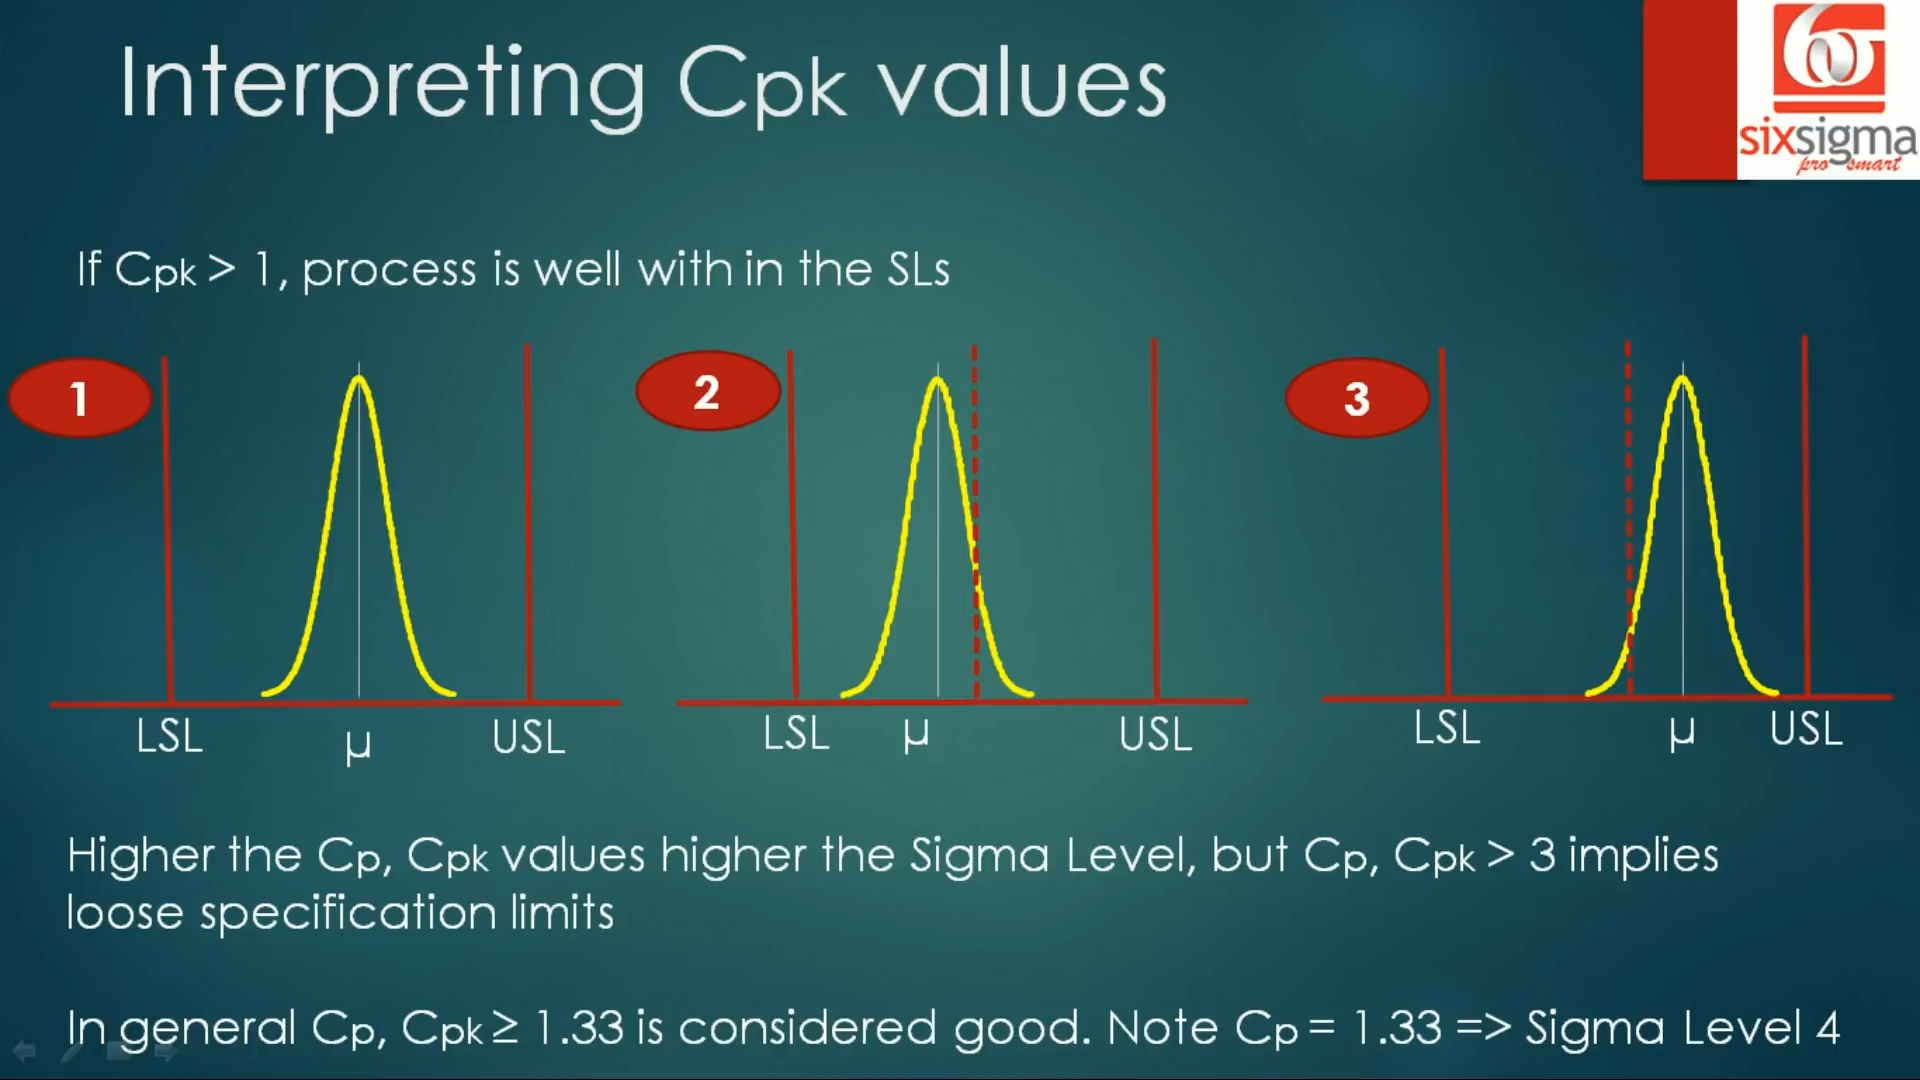 Interpreting Cpk values
6σ
sixsigma
pro smart
If Cpk > 1, process is well with in the SLs
1
2
3
LSL
μ
USL
LSL
μ
USL
LSL
μ
USL
Higher the Cp, Cpk values higher the Sigma Level, but Cp, Cpk > 3 implies
loose specification limits
In general Cp, Cpk ≥ 1.33 is considered good. Note Cp = 1.33 => Sigma Level 4